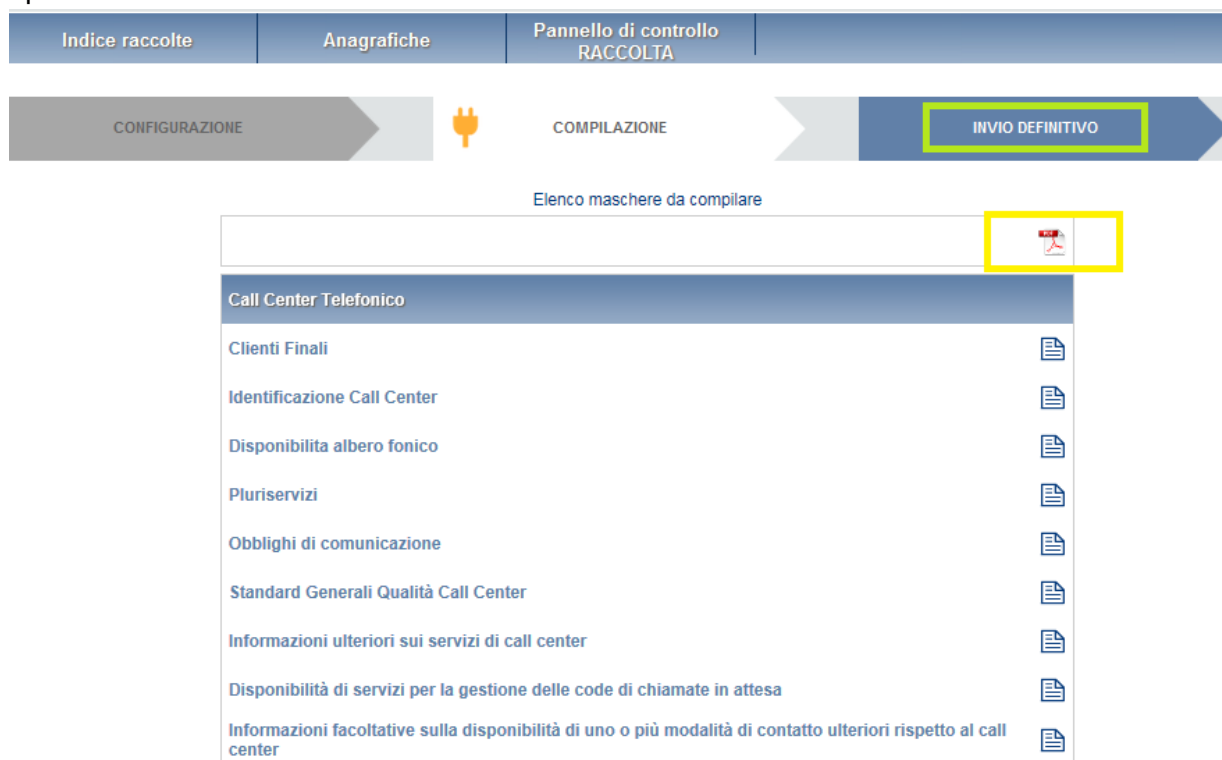 Indice raccolte
Anagrafiche
Pannello di controllo
RACCOLTA
CONFIGURAZIONE
COMPILAZIONE
INVIO DEFINITIVO
Elenco maschere da compilare
Call Center Telefonico
Clienti Finali
Identificazione Call Center
Disponibilita albero fonico
Pluriservizi
Obblighi di comunicazione
Standard Generali Qualità Call Center
Informazioni ulteriori sui servizi di call center
Disponibilità di servizi per la gestione delle code di chiamate in attesa
Informazioni facoltative sulla disponibilità di uno o più modalità di contatto ulteriori rispetto al call
center